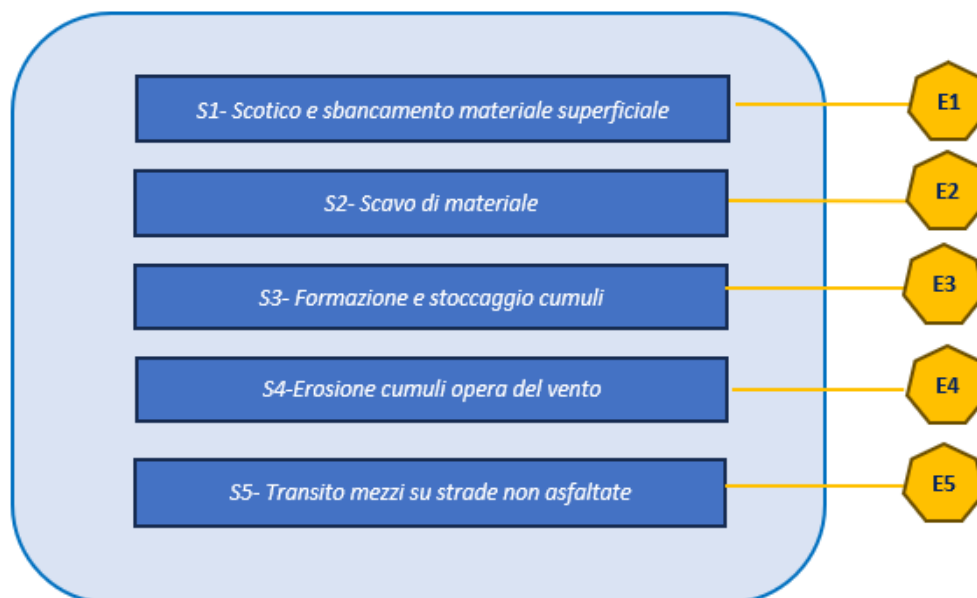 S1- Scotico e sbancamento materiale superficiale
E1
S2- Scavo di materiale
E2
S3- Formazione e stoccaggio cumuli
E3
S4-Erosione cumuli opera del vento
E4
S5- Transito mezzi su strade non asfaltate
E5